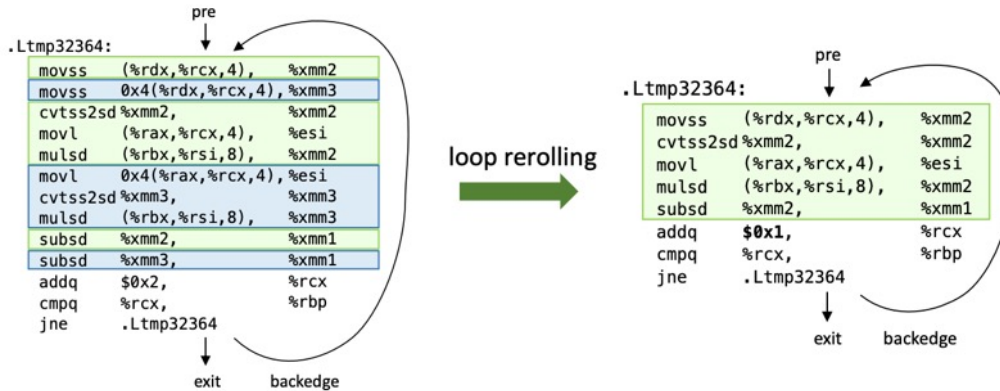 pre
.Ltmp32364:
movss (%rdx,%rcx,4), %xmm2
movss 0x4(%rdx,%rcx,4),%xmm3
cvtss2sd %xmm2, %xmm2
movl (%rax,%rcx,4), %esi
mulsd (%rbx,%rsi,8), %xmm2
movl 0x4(%rax,%rcx,4),%esi
cvtss2sd %xmm3, %xmm3
mulsd (%rbx,%rsi,8), %xmm3
subsd %xmm2, %xmm1
subsd %xmm3, %xmm1
addq $0x2, %rcx
cmpq %rcx, %rbp
jne .Ltmp32364
exit backedge
loop rerolling
pre
.Ltmp32364:
movss (%rdx,%rcx,4), %xmm2
cvtss2sd %xmm2, %xmm2
movl (%rax,%rcx,4), %esi
mulsd (%rbx,%rsi,8), %xmm2
subsd %xmm2, %xmm1
addq $0x1, %rcx
cmpq %rcx, %rbp
jne .Ltmp32364
exit backedge